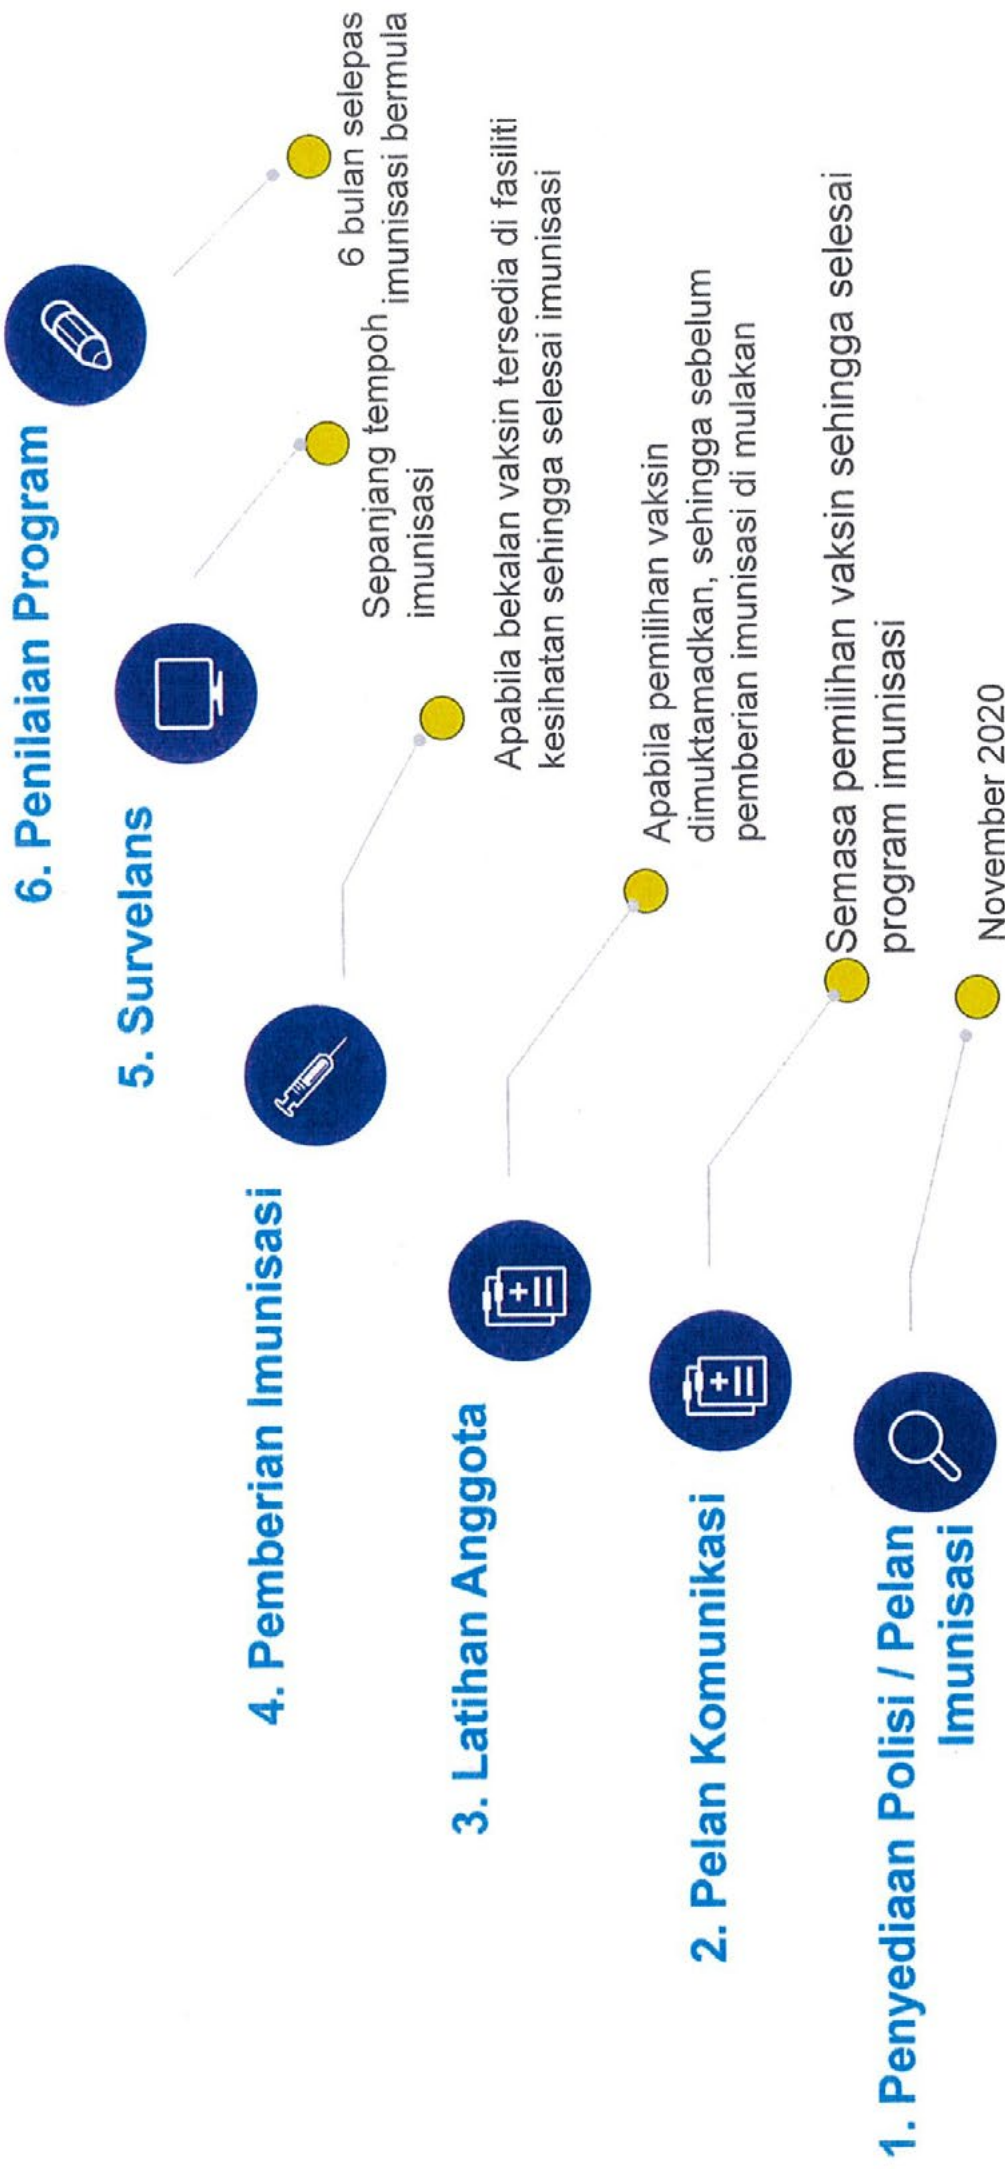 6. Penilaian Program
6 bulan selepas
imunisasi bermula
5. Survelans
Sepanjang tempoh
imunisasi
4. Pemberian Imunisasi
Apabila bekalan vaksin tersedia di fasiliti
kesihatan sehingga selesai imunisasi
3. Latihan Anggota
Apabila pemilihan vaksin
dimuktamadkan, sehingga sebelum
pemberian imunisasi di mulakan
2. Pelan Komunikasi
Semasa pemilihan vaksin sehingga selesai
program imunisasi
1. Penyediaan Polisi / Pelan
Imunisasi
November 2020